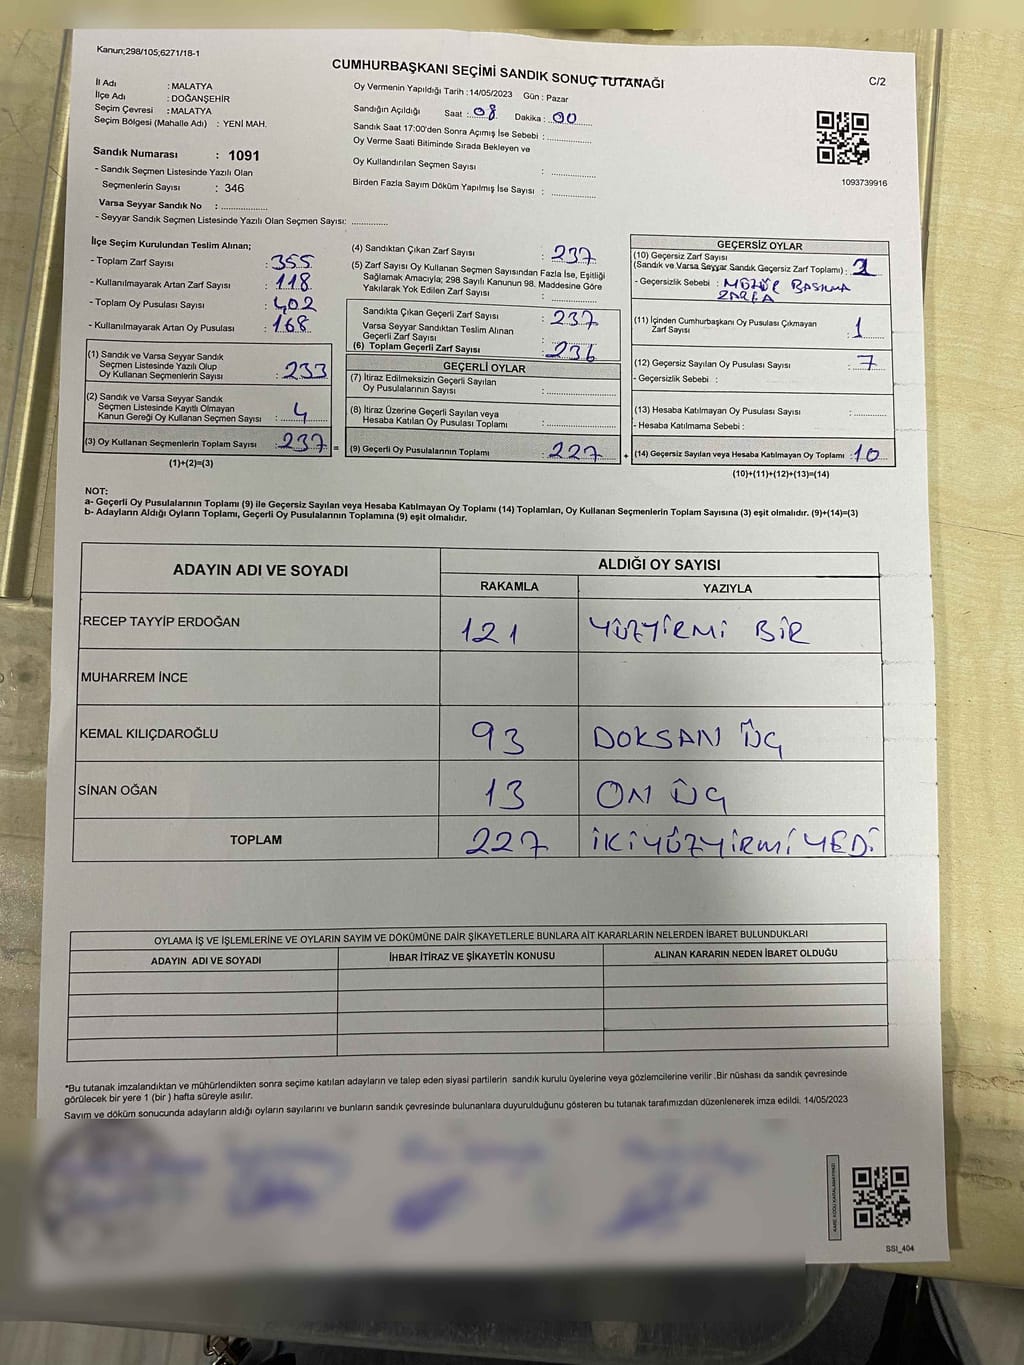 Kanun;298/105;6271/18-1
CUMHURBAŞKANI SEÇİMİ SANDIK SONUÇ TUTANAĞI
C/2
İl Adı : MALATYA
İlçe Adı : DOĞANŞEHİR
Seçim Çevresi : MALATYA
Seçim Bölgesi (Mahalle Adı) : YENİ MAH.
Sandık Numarası : 1091
- Sandık Seçmen Listesinde Yazılı Olan
Seçmenlerin Sayısı : 346
Varsa Seyyar Sandık No : ..................
- Seyyar Sandık Seçmen Listesinde Yazılı Olan Seçmen Sayısı: ..............
Oy Vermenin Yapıldığı Tarih : 14/05/2023 Gün : Pazar
Sandığın Açıldığı Saat : 08 Dakika : 00
Sandık Saat 17:00'den Sonra Açımış İse Sebebi : ..............
Oy Verme Saati Bitiminde Sırada Bekleyen ve
Oy Kullandırılan Seçmen Sayısı : ..............
Birden Fazla Sayım Döküm Yapılmış İse Sayısı : ..............
1093739916
İlçe Seçim Kurulundan Teslim Alınan;
- Toplam Zarf Sayısı : 355
- Kullanılmayarak Artan Zarf Sayısı : 118
- Toplam Oy Pusulası Sayısı : 402
- Kullanılmayarak Artan Oy Pusulası : 168
(1) Sandık ve Varsa Seyyar Sandık
Seçmen Listesinde Yazılı Olup
Oy Kullanan Seçmenlerin Sayısı : 233
(2) Sandık ve Varsa Seyyar Sandık
Seçmen Listesinde Kayıtlı Olmayan
Kanun Gereği Oy Kullanan Seçmen Sayısı : 4
(3) Oy Kullanan Seçmenlerin Toplam Sayısı : 237 =
(1)+(2)=(3)
(4) Sandıktan Çıkan Zarf Sayısı : 237
(5) Zarf Sayısı Oy Kullanan Seçmen Sayısından Fazla İse, Eşitliği
Sağlamak Amacıyla; 298 Sayılı Kanunun 98. Maddesine Göre
Yakılarak Yok Edilen Zarf Sayısı : ..............
Sandıkta Çıkan Geçerli Zarf Sayısı : 237
Varsa Seyyar Sandıktan Teslim Alınan
Geçerli Zarf Sayısı : ..............
(6) Toplam Geçerli Zarf Sayısı : 236
GEÇERLİ OYLAR
(7) İtiraz Edilmeksizin Geçerli Sayılan
Oy Pusulalarının Sayısı : ..............
(8) İtiraz Üzerine Geçerli Sayılan veya
Hesaba Katılan Oy Pusulası Toplamı : ..............
(9) Geçerli Oy Pusulalarının Toplamı : 227 +
GEÇERSİZ OYLAR
(10) Geçersiz Zarf Sayısı
(Sandık ve Varsa Seyyar Sandık Geçersiz Zarf Toplamı) :
- Geçersizlik Sebebi : MÜHÜR BASILMA
ZARFA
(11) İçinden Cumhurbaşkanı Oy Pusulası Çıkmayan
Zarf Sayısı : 1
(12) Geçersiz Sayılan Oy Pusulası Sayısı : 7
- Geçersizlik Sebebi :
(13) Hesaba Katılmayan Oy Pusulası Sayısı : ..............
- Hesaba Katılmama Sebebi :
(14) Geçersiz Sayılan veya Hesaba Katılmayan Oy Toplamı : 10
(10)+(11)+(12)+(13)=(14)
NOT:
a- Geçerli Oy Pusulalarının Toplamı (9) ile Geçersiz Sayılan veya Hesaba Katılmayan Oy Toplamı (14) Toplamları, Oy Kullanan Seçmenlerin Toplam Sayısına (3) eşit olmalıdır. (9)+(14)=(3)
b- Adayların Aldığı Oyların Toplamı, Geçerli Oy Pusulalarının Toplamına (9) eşit olmalıdır.
ADAYIN ADI VE SOYADI ALDIĞI OY SAYISI
RAKAMLA YAZIYLA
RECEP TAYYİP ERDOĞAN 121 YÜZYİRMİ BİR
MUHARREM İNCE
KEMAL KILIÇDAROĞLU 93 DOKSAN ÜÇ
SİNAN OĞAN 13 ON ÜÇ
TOPLAM 227 İKİYÜZYİRMİYEDİ
OYLAMA İŞ VE İŞLEMLERİNE VE OYLARIN SAYIM VE DÖKÜMÜNE DAİR ŞİKAYETLERLE BUNLARA AİT KARARLARIN NELERDEN İBARET BULUNDUKLARI
ADAYIN ADI VE SOYADI İHBAR İTİRAZ VE ŞİKAYETİN KONUSU ALINAN KARARIN NEDEN İBARET OLDUĞU
*Bu tutanak imzalandıktan ve mühürlendikten sonra seçime katılan adayların ve talep eden siyasi partilerin sandık kurulu üyelerine veya gözlemcilerine verilir .Bir nüshası da sandık çevresinde
görülecek bir yere 1 (bir ) hafta süreyle asılır.
Sayım ve döküm sonucunda adayların aldığı oyların sayılarını ve bunların sandık çevresinde bulunanlara duyurulduğunu gösteren bu tutanak tarafımızdan düzenlenerek imza edildi. 14/05/2023
KARE KODU KARALAMAYINIZ!
SSI_404